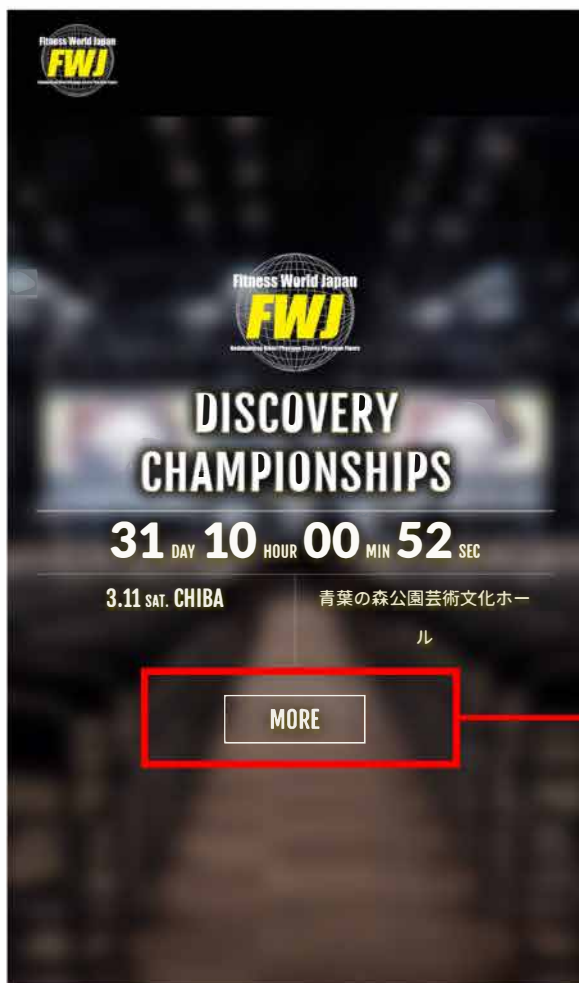 Fitness World Japan
FWJ
Fitness World Japan
FWJ
DISCOVERY
CHAMPIONSHIPS
31 DAY 10 HOUR 00 MIN 52 SEC
3.11 SAT. CHIBA
青葉の森公園芸術文化ホー
ル
MORE